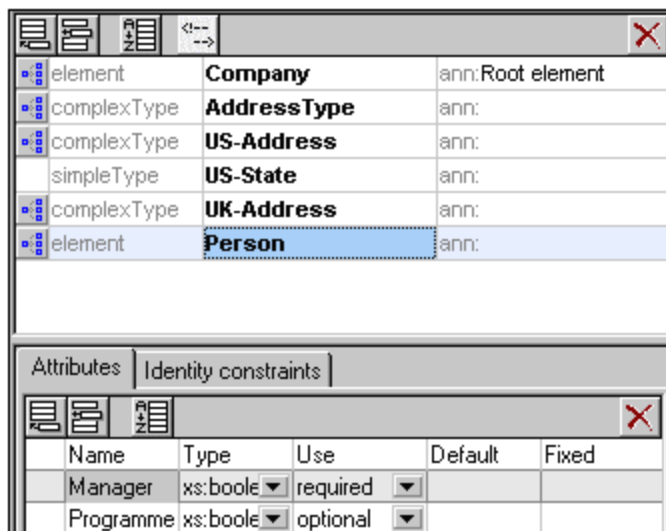 element Company ann: Root element
complexType AddressType ann:
complexType US-Address ann:
simpleType US-State ann:
complexType UK-Address ann:
element Person ann:
Attributes Identity constraints
Name Type Use Default Fixed
Manager xs:boole required
Programme xs:boole optional